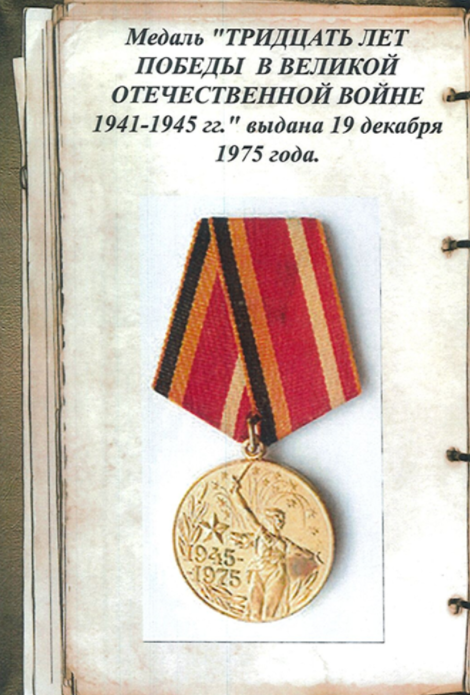 Медаль "ТРИДЦАТЬ ЛЕТ
ПОБЕДЫ В ВЕЛИКОЙ
ОТЕЧЕСТВЕННОЙ ВОЙНЕ
1941-1945 гг." выдана 19 декабря
1975 года.
1945-
-1975